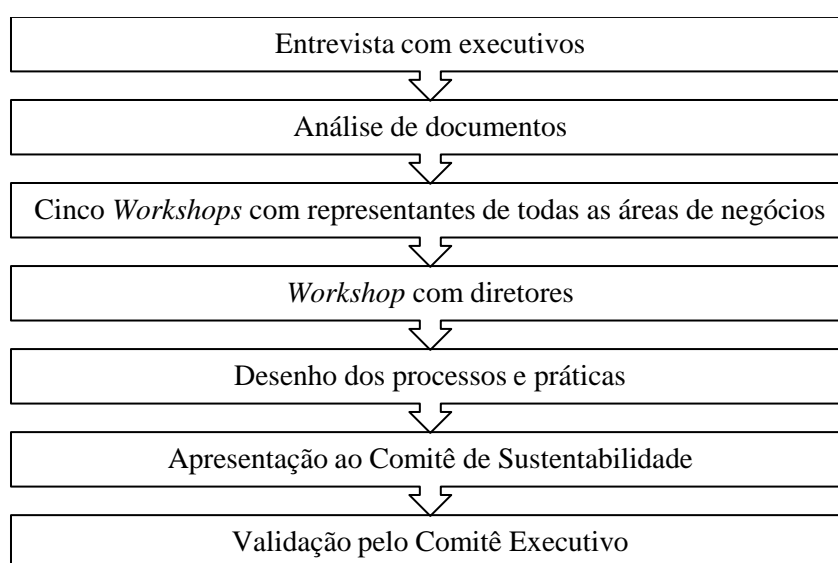 Entrevista com executivos
Análise de documentos
Cinco Workshops com representantes de todas as áreas de negócios
Workshop com diretores
Desenho dos processos e práticas
Apresentação ao Comitê de Sustentabilidade
Validação pelo Comitê Executivo